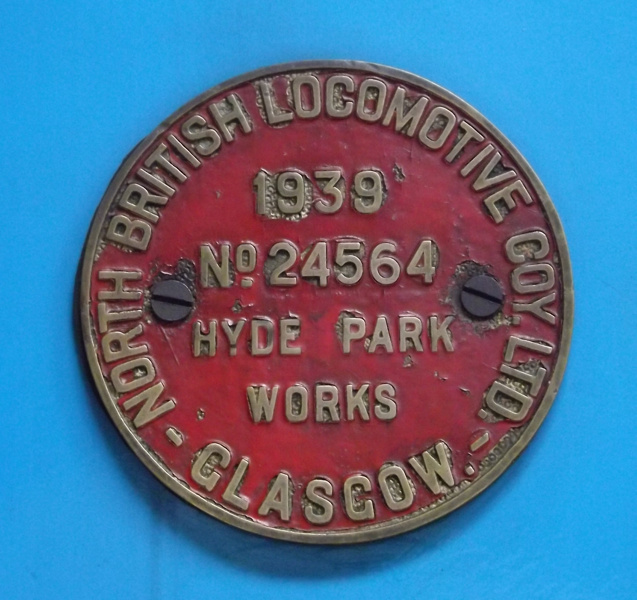 NORTH BRITISH LOCOMOTIVE COY LTD.
1939
Nº 24564
HYDE PARK
WORKS
- GLASGOW. -